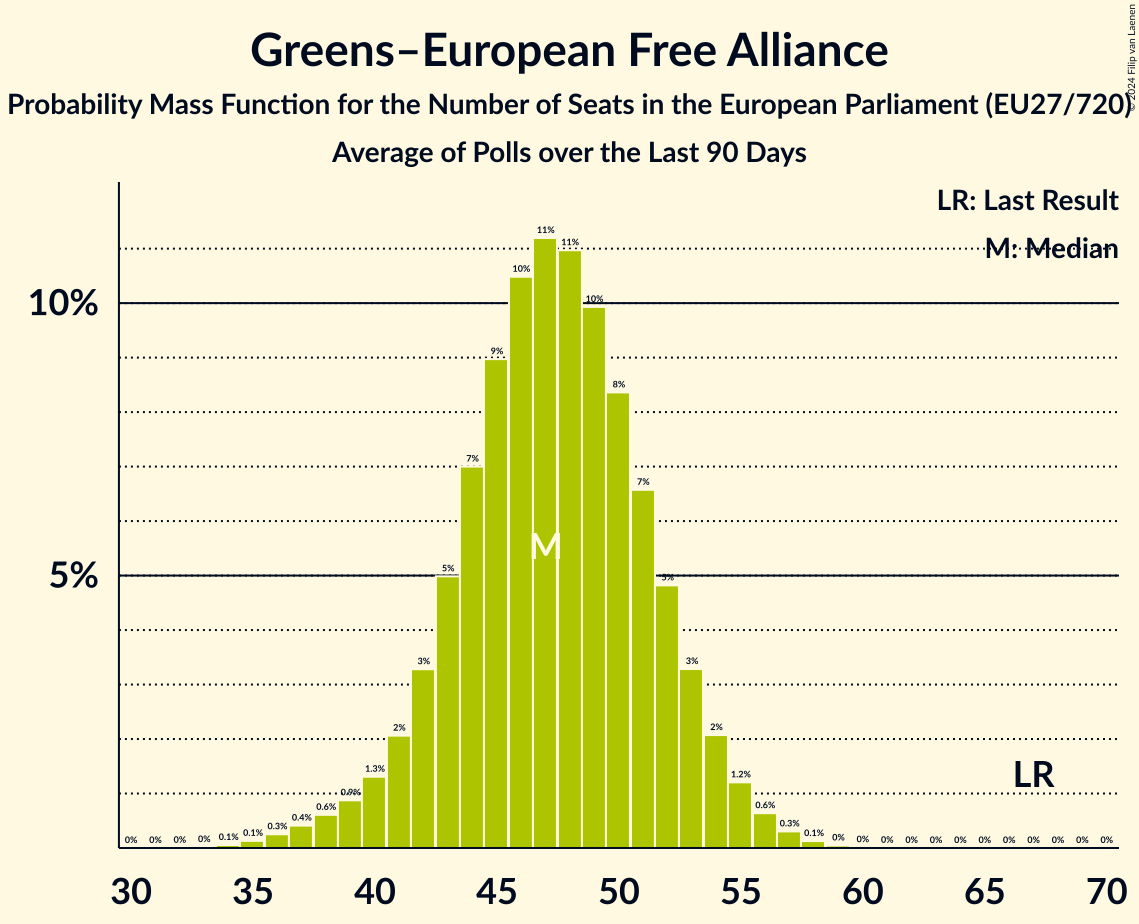 Greens–European Free Alliance
Probability Mass Function for the Number of Seats in the European Parliament (EU27/720)
Average of Polls over the Last 90 Days
© 2024 Filip van Laenen
LR: Last Result
M: Median
10%
5%
0% 0% 0% 0% 0.1% 0.1% 0.3% 0.4% 0.6% 0.9% 1.3% 2% 3% 5% 7% 9% 10% 11% 11% 10% 8% 7% 5% 3% 2% 1.2% 0.6% 0.3% 0.1% 0% 0% 0% 0% 0% 0% 0% 0% 0% 0% 0% 0%
M
LR
30 35 40 45 50 55 60 65 70